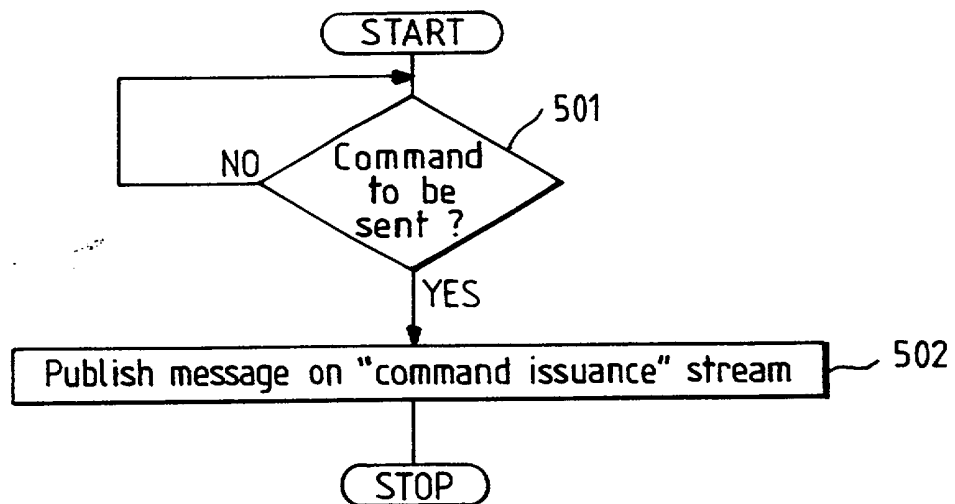 START
501
NO
Command
to be
sent ?
YES
Publish message on "command issuance" stream
502
STOP